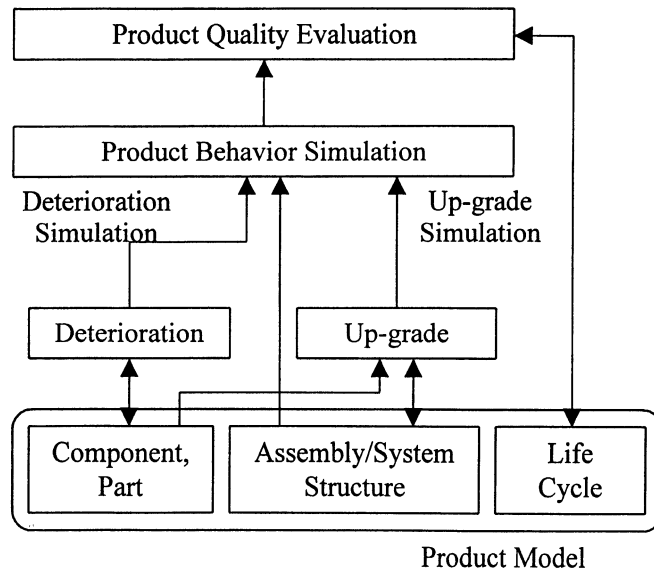 Product Quality Evaluation
Product Behavior Simulation
Deterioration
Simulation
Up-grade
Simulation
Deterioration
Up-grade
Component,
Part
Assembly/System
Structure
Life
Cycle
Product Model